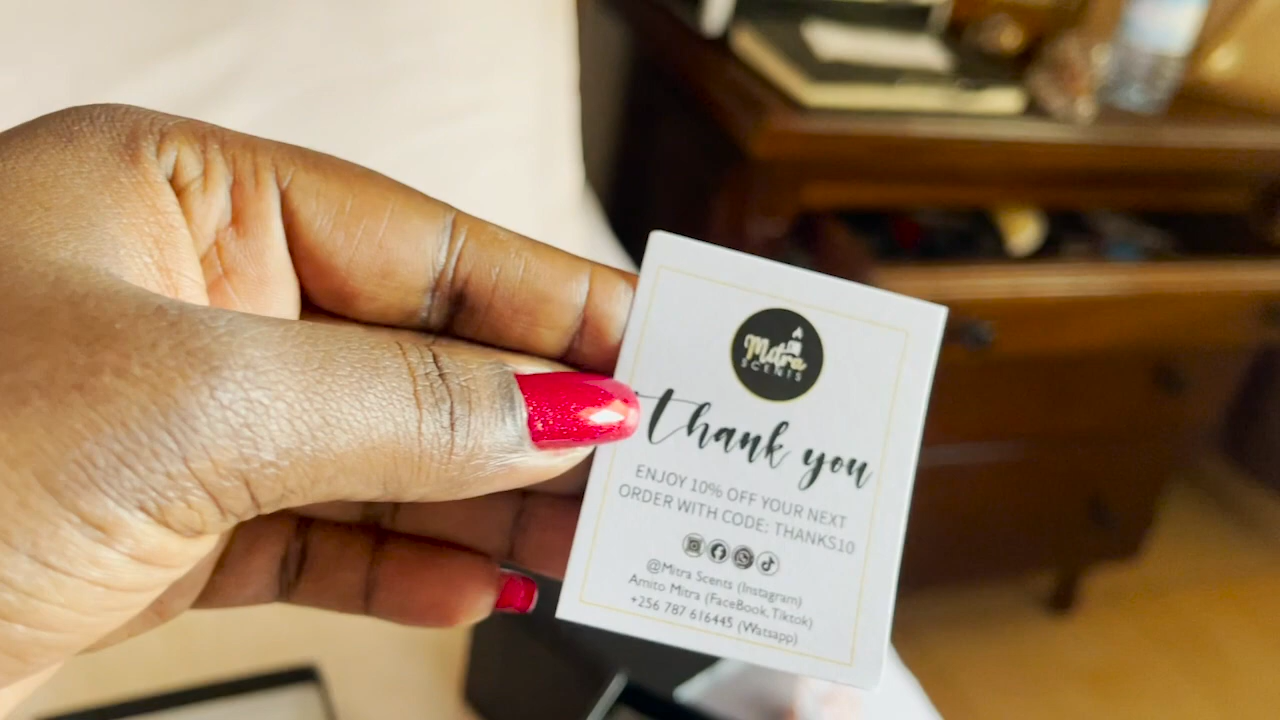 Mitra
SCENTS
thank you
ENJOY 10% OFF YOUR NEXT
ORDER WITH CODE: THANKS10
@Mitra Scents (Instagram)
Amito Mitra (FaceBook, Tiktok)
+256 787 616445 (Watsapp)